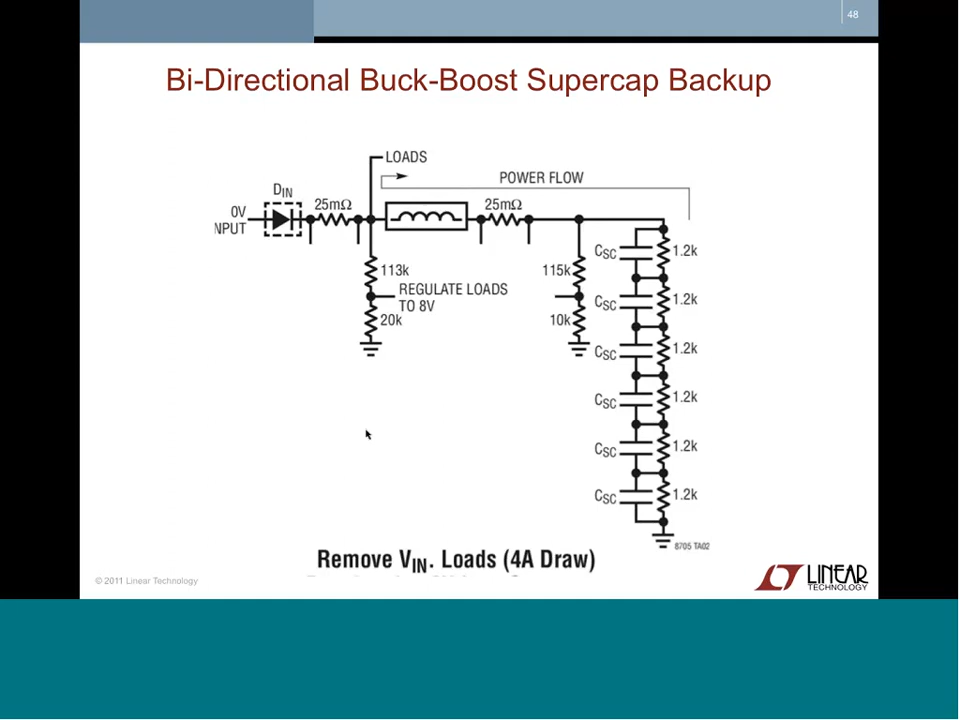 48
Bi-Directional Buck-Boost Supercap Backup
LOADS
POWER FLOW
DIN
25mΩ
25mΩ
0V
NPUT
CSC
1.2k
113k
115k
REGULATE LOADS
TO 8V
CSC
1.2k
20k
10k
CSC
1.2k
CSC
1.2k
CSC
1.2k
CSC
1.2k
8705 TA02
Remove VIN. Loads (4A Draw)
© 2011 Linear Technology
LINEAR
TECHNOLOGY